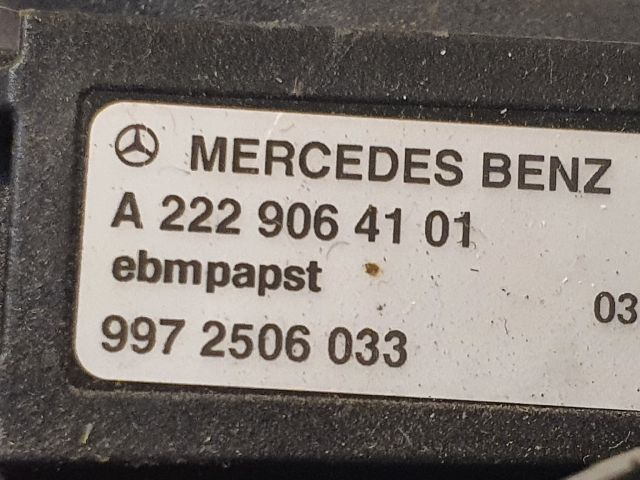 MERCEDES BENZ
A 222 906 41 01
ebmpapst
03
997 2506 033